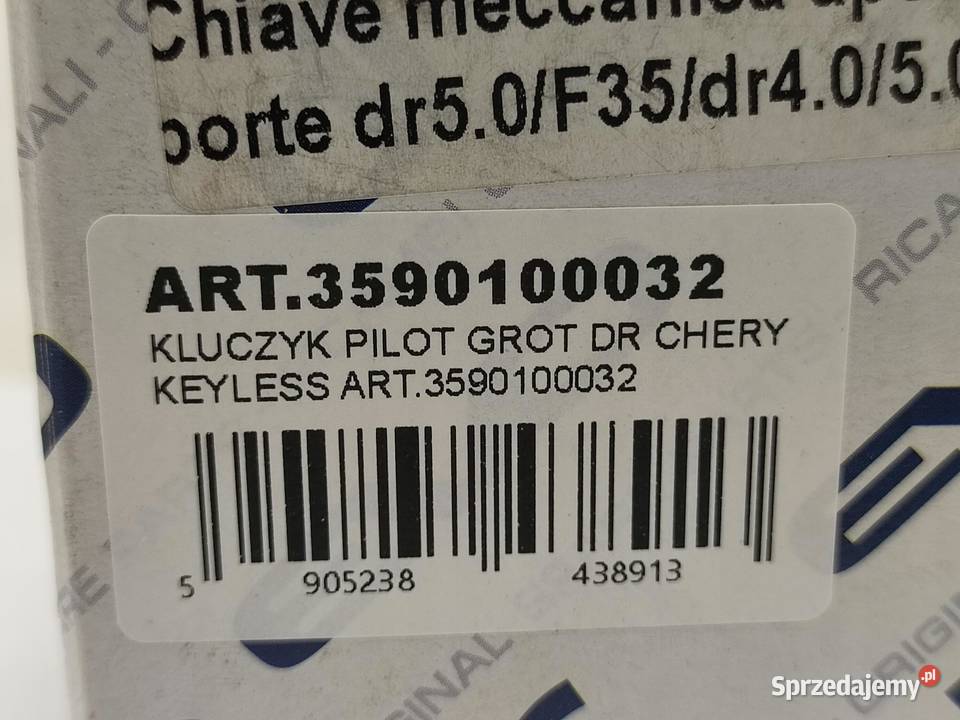 Chiave meccanica
porte dr5.0/F35/dr4.0/5.0
ART.3590100032
KLUCZYK PILOT GROT DR CHERY
KEYLESS ART.3590100032
5 905238 438913
ORIGINAL
Sprzedajemy.pl